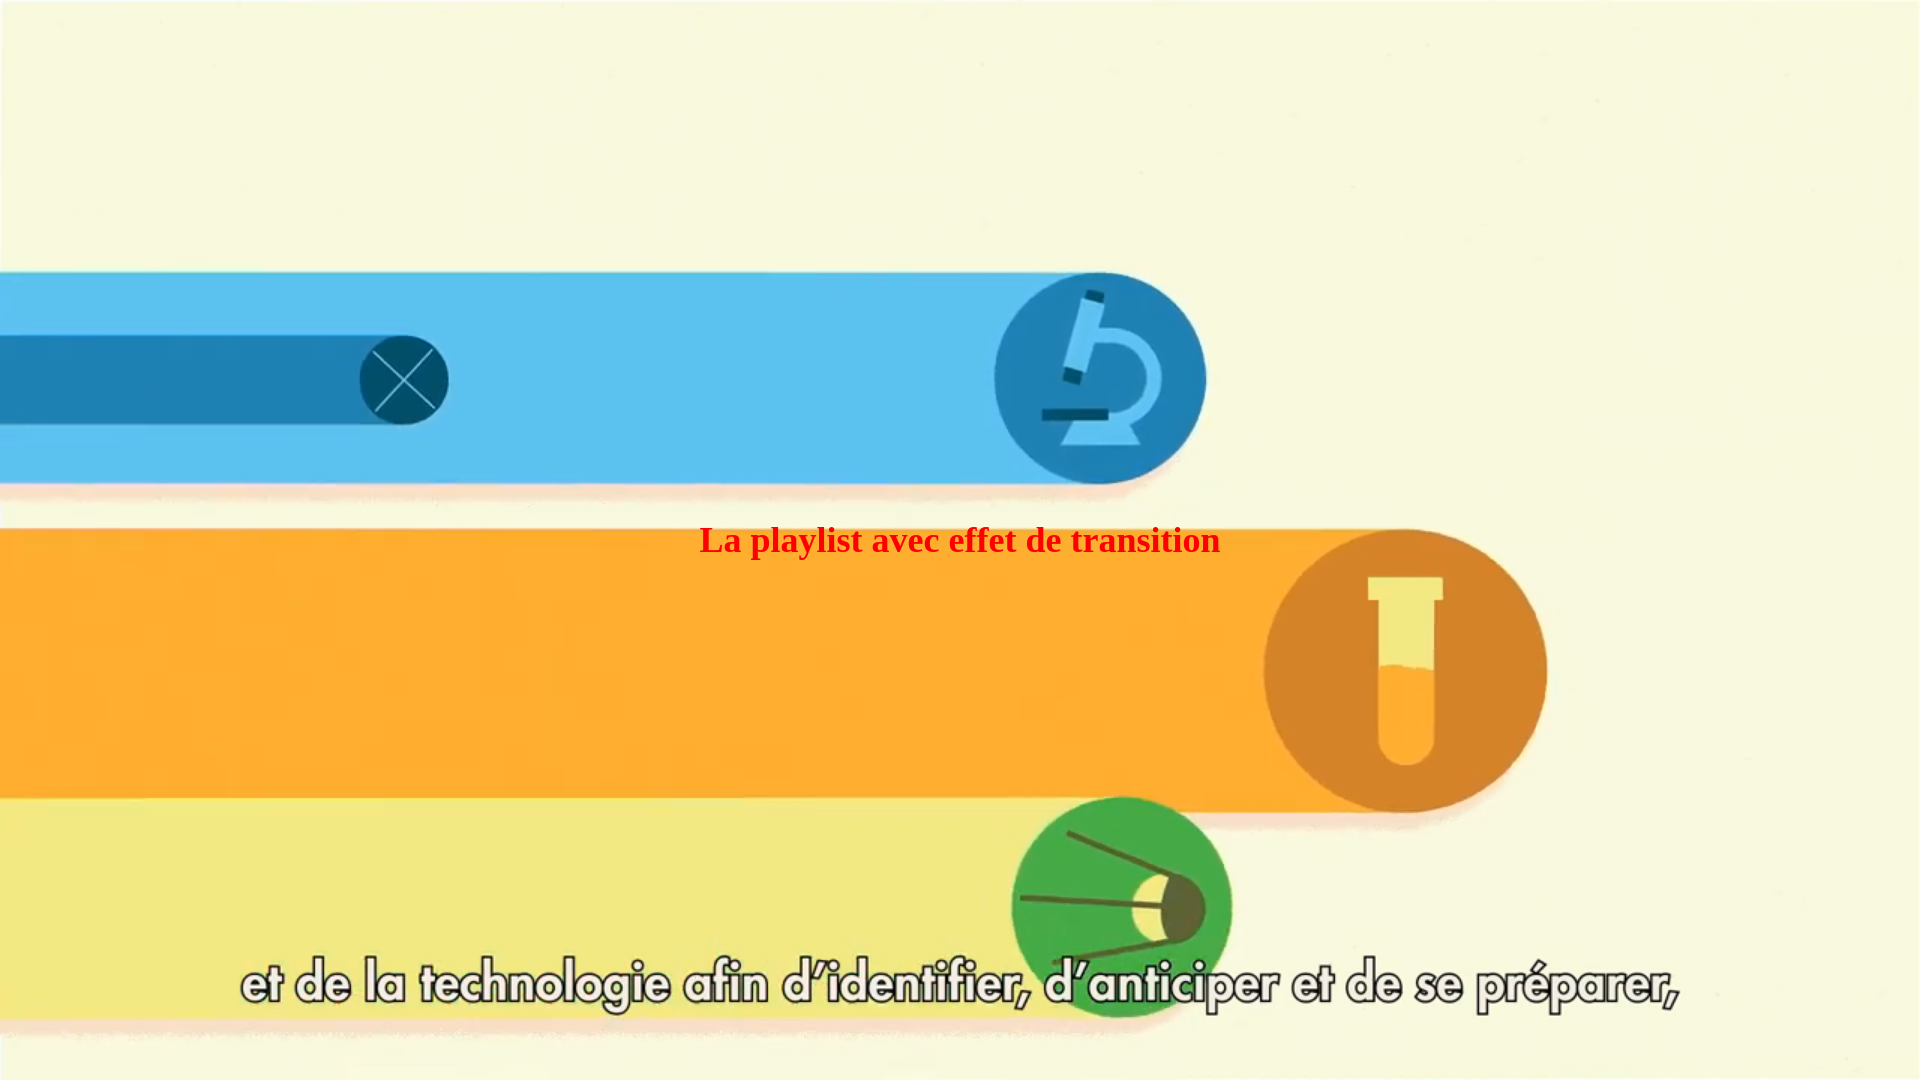 La playlist avec effet de transition
et de la technologie afin d’identifier, d’anticiper et de se préparer,